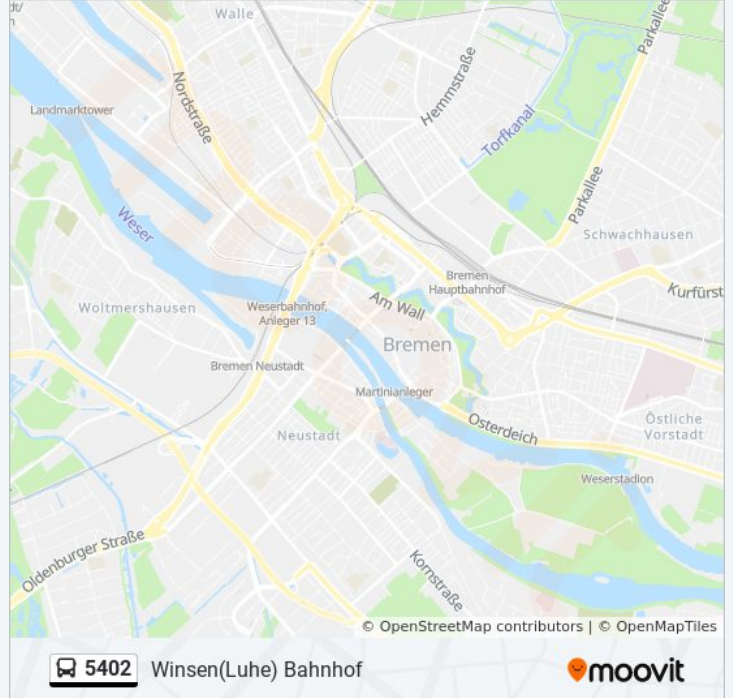 dt/
Walle
Parkallee
Hemmstraße
Nordstraße
Landmarktower
Torfkanal
Parkallee
Weser
Schwachhausen
Bremen
Hauptbahnhof
Kurfürst
Woltmershausen
Weserbahnhof,
Anleger 13
Am Wall
Bremen
Bremen Neustadt
Martinianleger
Osterdeich
Östliche
Vorstadt
Neustadt
Weserstadion
Oldenburger Straße
Kornstraße
© OpenStreetMap contributors | © OpenMapTiles
5402 Winsen(Luhe) Bahnhof
moovit